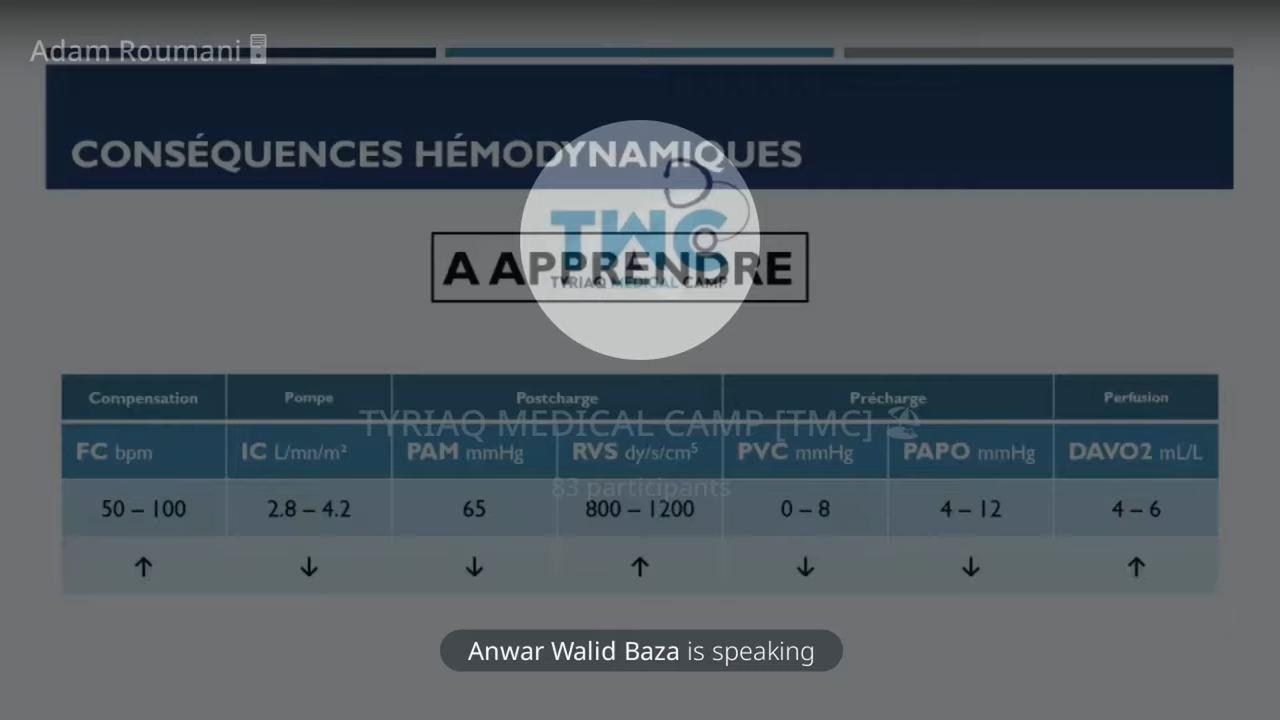 Adam Roumani
CONSÉQUENCES HÉMODYNAMIQUES
TMC
TYRIAQ MEDICAL CAMP
A APPRENDRE
Compensation Pompe Postcharge Précharge Perfusion
TYRIAQ MEDICAL CAMP [TMC] 🏖
FC bpm IC L/mn/m² PAM mmHg RVS dy/s/cm⁵ PVC mmHg PAPO mmHg DAVO2 mL/L
83 participants
50 – 100 2.8 – 4.2 65 800 – 1200 0 – 8 4 – 12 4 – 6
↑ ↓ ↓ ↑ ↓ ↓ ↑
Anwar Walid Baza is speaking